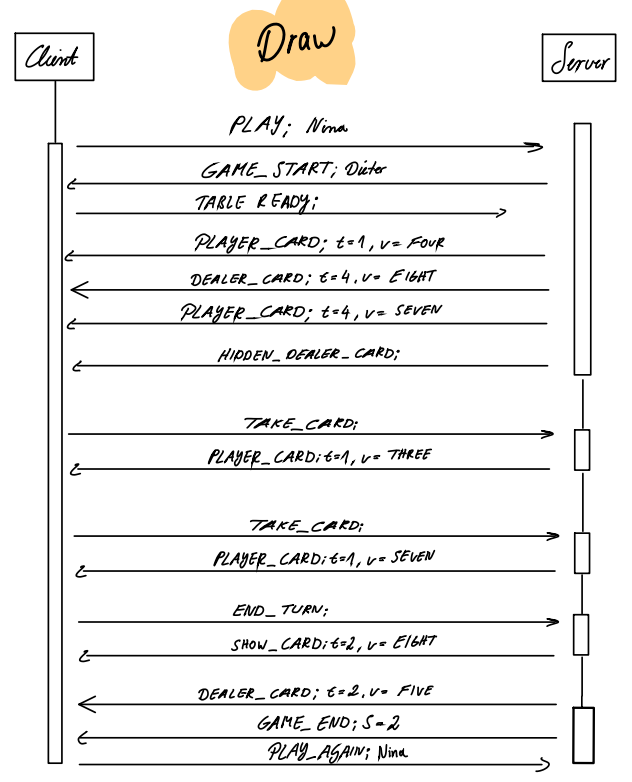 Draw
Client
Server
PLAY; Nina
GAME_START; Dieter
TABLE READY;
PLAYER_CARD; t=1, v= FOUR
DEALER_CARD; t=4, v= EIGHT
PLAYER_CARD; t=4, v= SEVEN
HIDDEN_DEALER_CARD;
TAKE_CARD;
PLAYER_CARD; t=1, v= THREE
TAKE_CARD;
PLAYER_CARD; t=1, v= SEVEN
END_TURN;
SHOW_CARD; t=2, v= EIGHT
DEALER_CARD; t=2, v= FIVE
GAME_END; S=2
PLAY_AGAIN; Nina